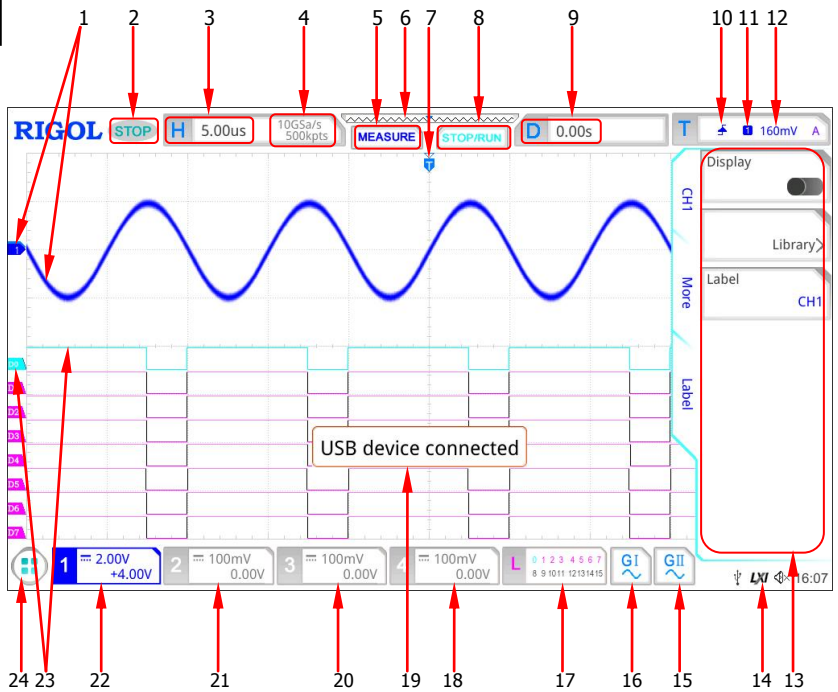 1 2 3 4 5 6 7 8 9 10 11 12
RIGOL STOP H 5.00us 10GSa/s MEASURE STOP/RUN D 0.00s T 1 160mV A
500kpts
T
Display
CH1
Library
More
Label
CH1
Label
1
D0
D1
D2
D3
D4
D5
D6
D7
USB device connected
1 2.00V 2 100mV 3 100mV 4 100mV L 0 1 2 3 4 5 6 7 GI GII
+4.00V 0.00V 0.00V 0.00V 8 9 10 11 12 13 14 15
LXI 16:07
24 23 22 21 20 19 18 17 16 15 14 13